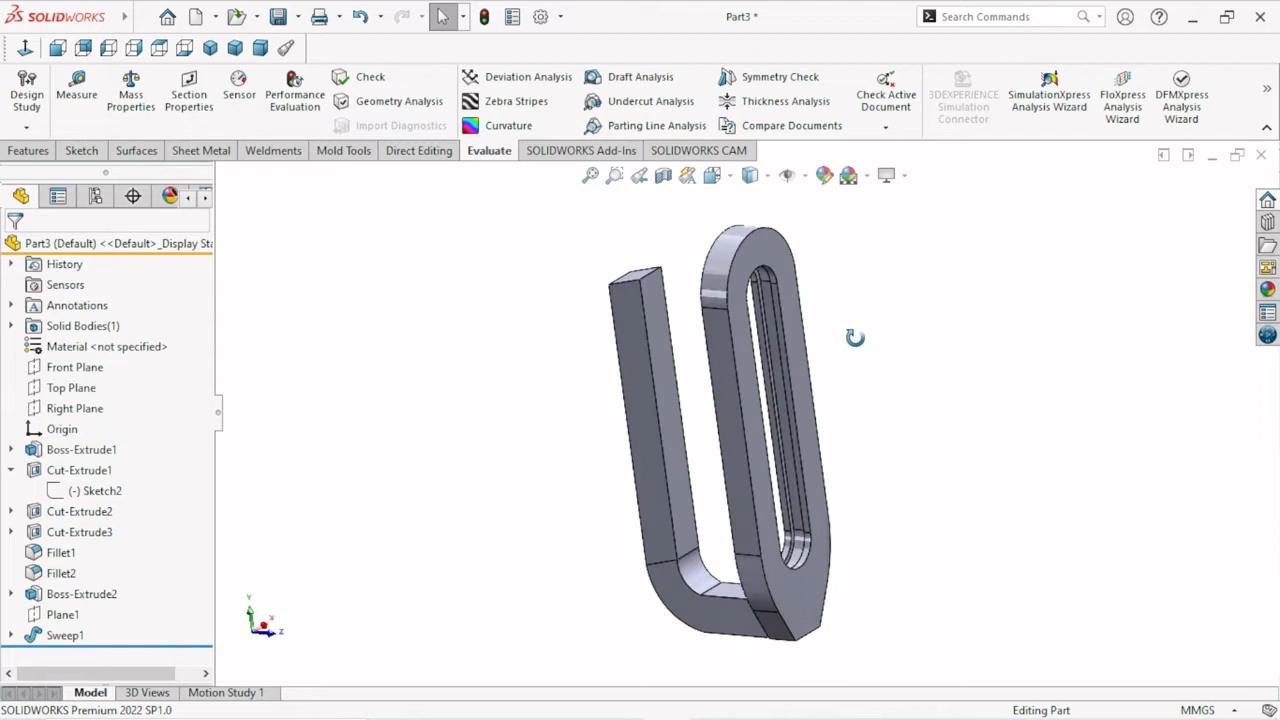 SOLIDWORKS
Part3 *
Search Commands
Design Study
Measure
Mass Properties
Section Properties
Sensor
Performance Evaluation
Check
Geometry Analysis
Import Diagnostics
Deviation Analysis
Zebra Stripes
Curvature
Draft Analysis
Undercut Analysis
Parting Line Analysis
Symmetry Check
Thickness Analysis
Compare Documents
Check Active Document
3DEXPERIENCE Simulation Connector
SimulationXpress Analysis Wizard
FloXpress Analysis Wizard
DFMXpress Analysis Wizard
Features
Sketch
Surfaces
Sheet Metal
Weldments
Mold Tools
Direct Editing
Evaluate
SOLIDWORKS Add-Ins
SOLIDWORKS CAM
Part3 (Default) <<Default>_Display Sta
History
Sensors
Annotations
Solid Bodies(1)
Material <not specified>
Front Plane
Top Plane
Right Plane
Origin
Boss-Extrude1
Cut-Extrude1
(-) Sketch2
Cut-Extrude2
Cut-Extrude3
Fillet1
Fillet2
Boss-Extrude2
Plane1
Sweep1
Y
X
Z
Model
3D Views
Motion Study 1
SOLIDWORKS Premium 2022 SP1.0
Editing Part
MMGS